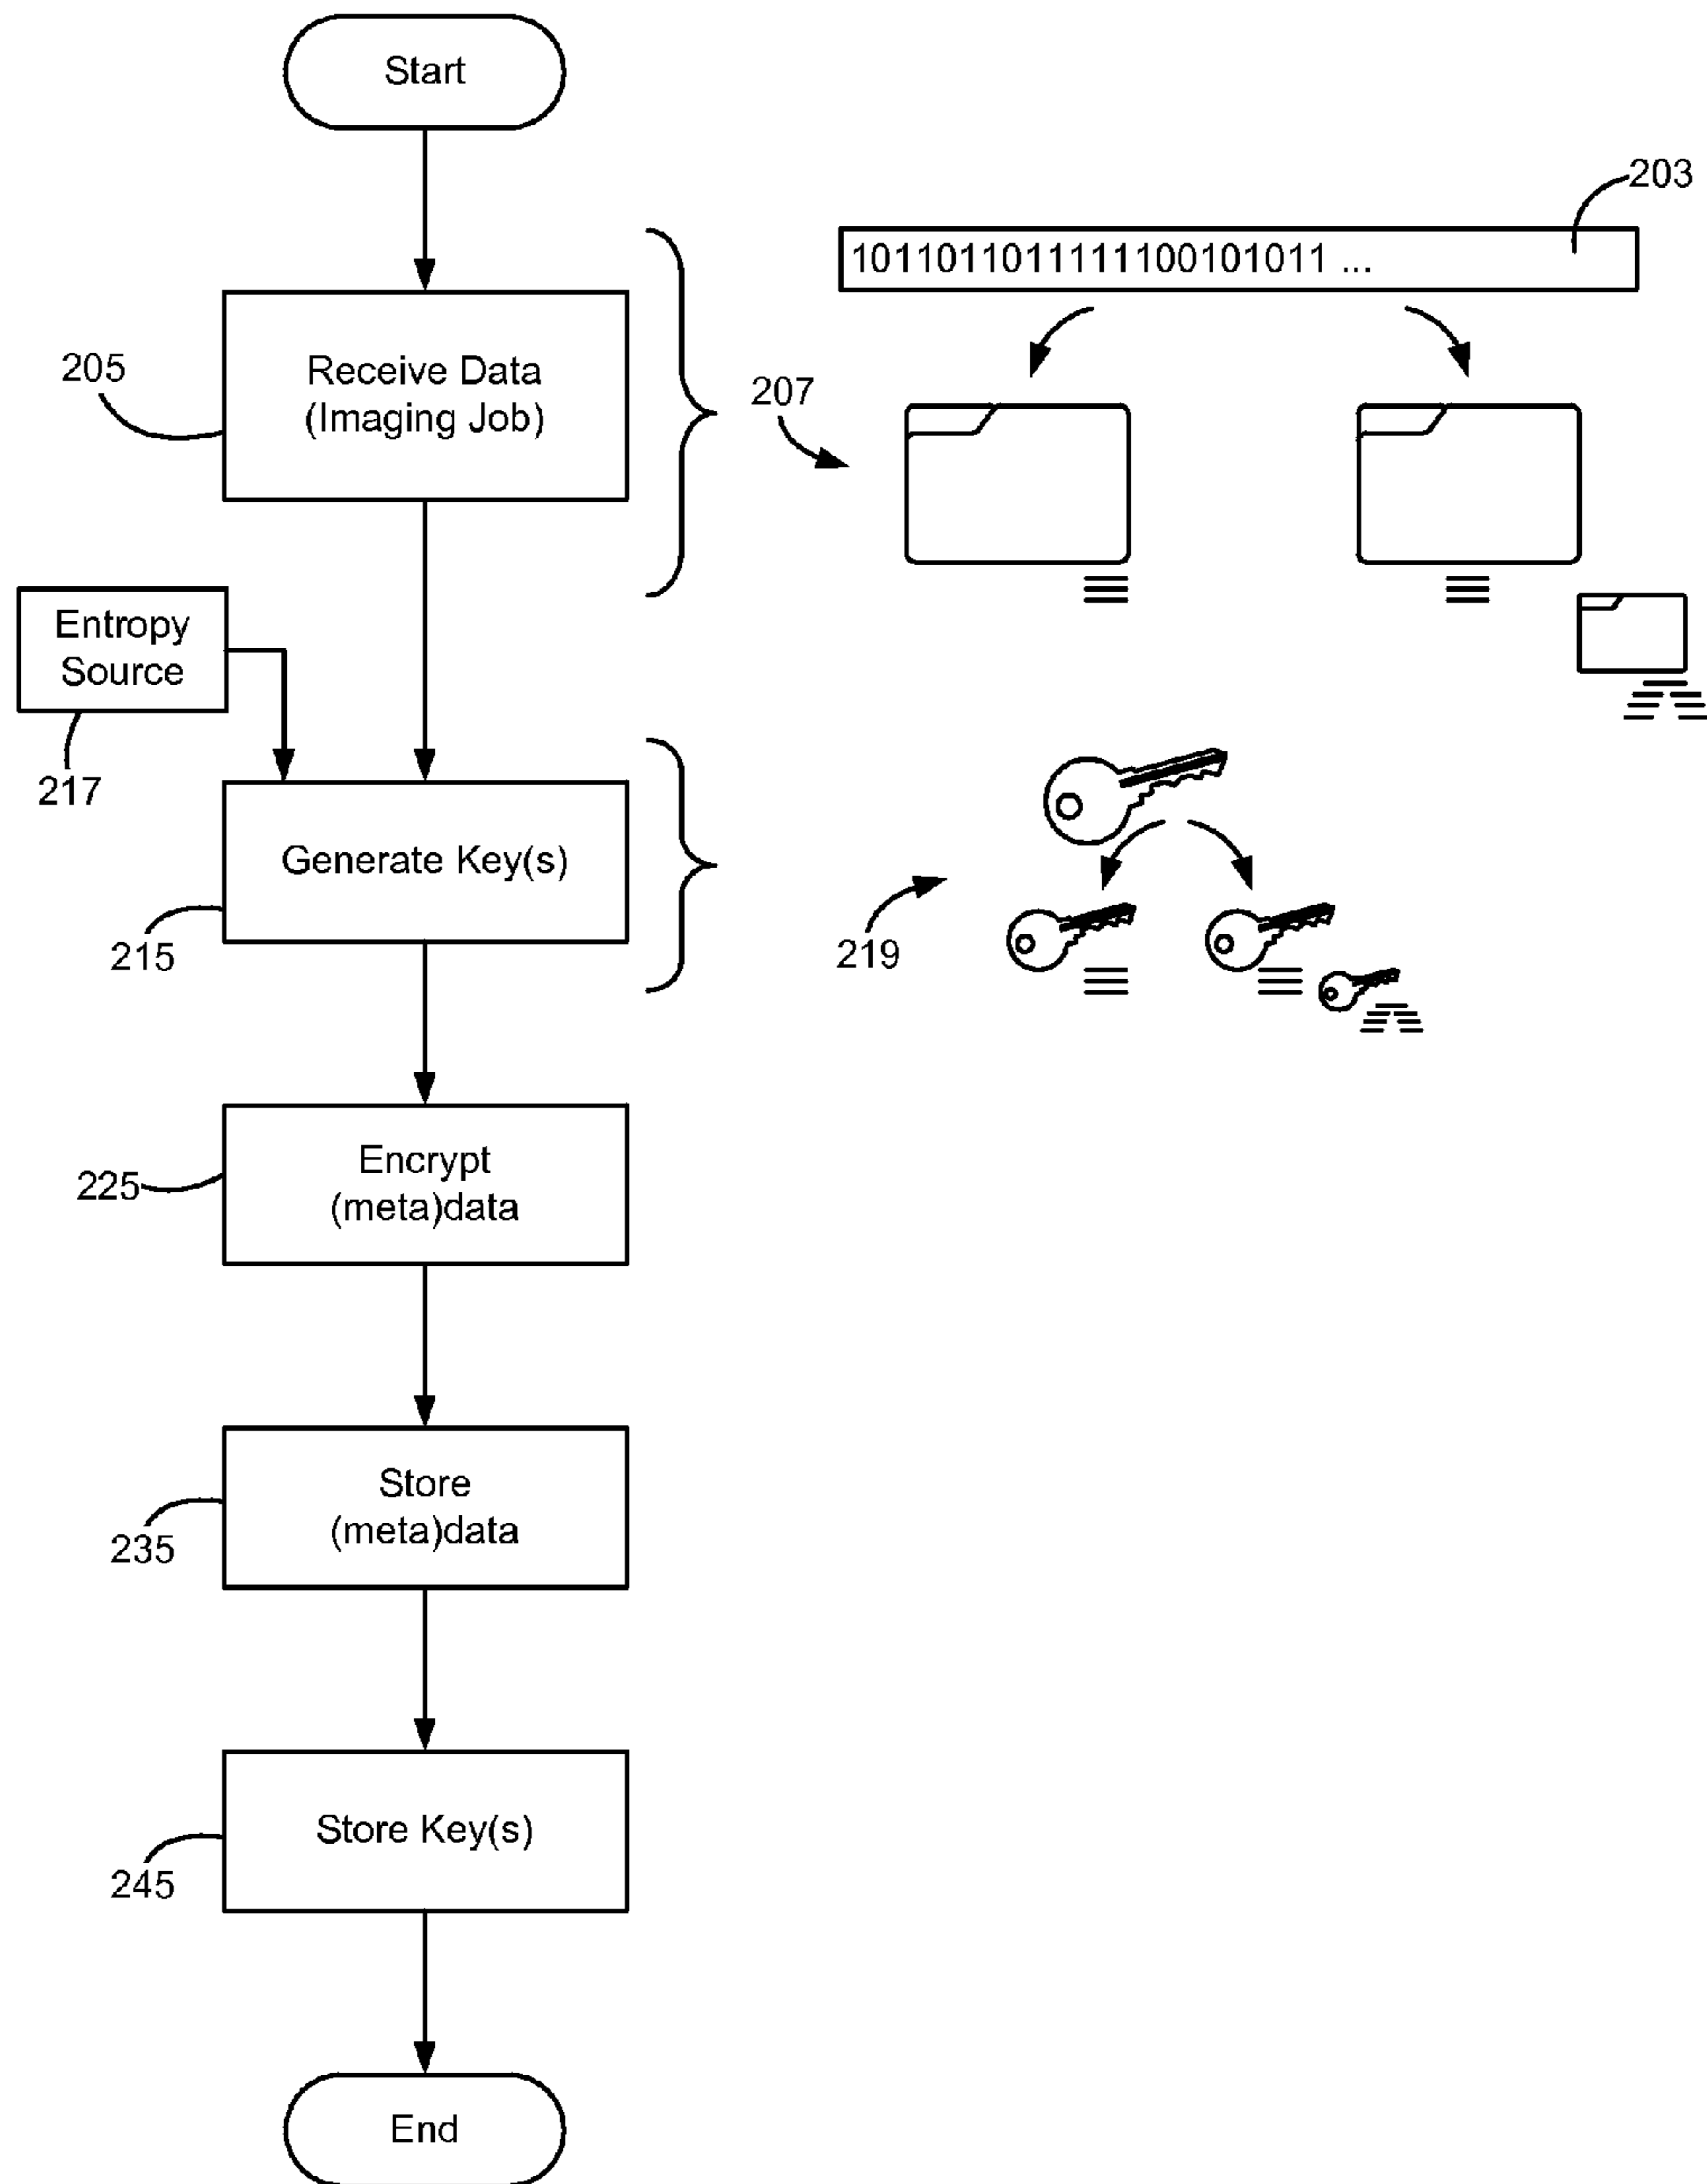 Start
203
101101101111100101011 ...
205
Receive Data
(Imaging Job)
207
Entropy
Source
217
Generate Key(s)
215
219
Encrypt
(meta)data
225
Store
(meta)data
235
Store Key(s)
245
End